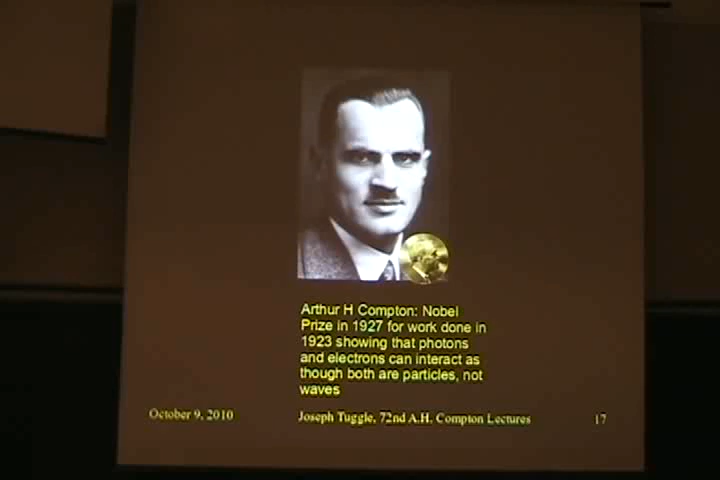 Arthur H Compton: Nobel
Prize in 1927 for work done in
1923 showing that photons
and electrons can interact as
though both are particles, not
waves
October 9, 2010 Joseph Tuggle, 72nd A.H. Compton Lectures 17